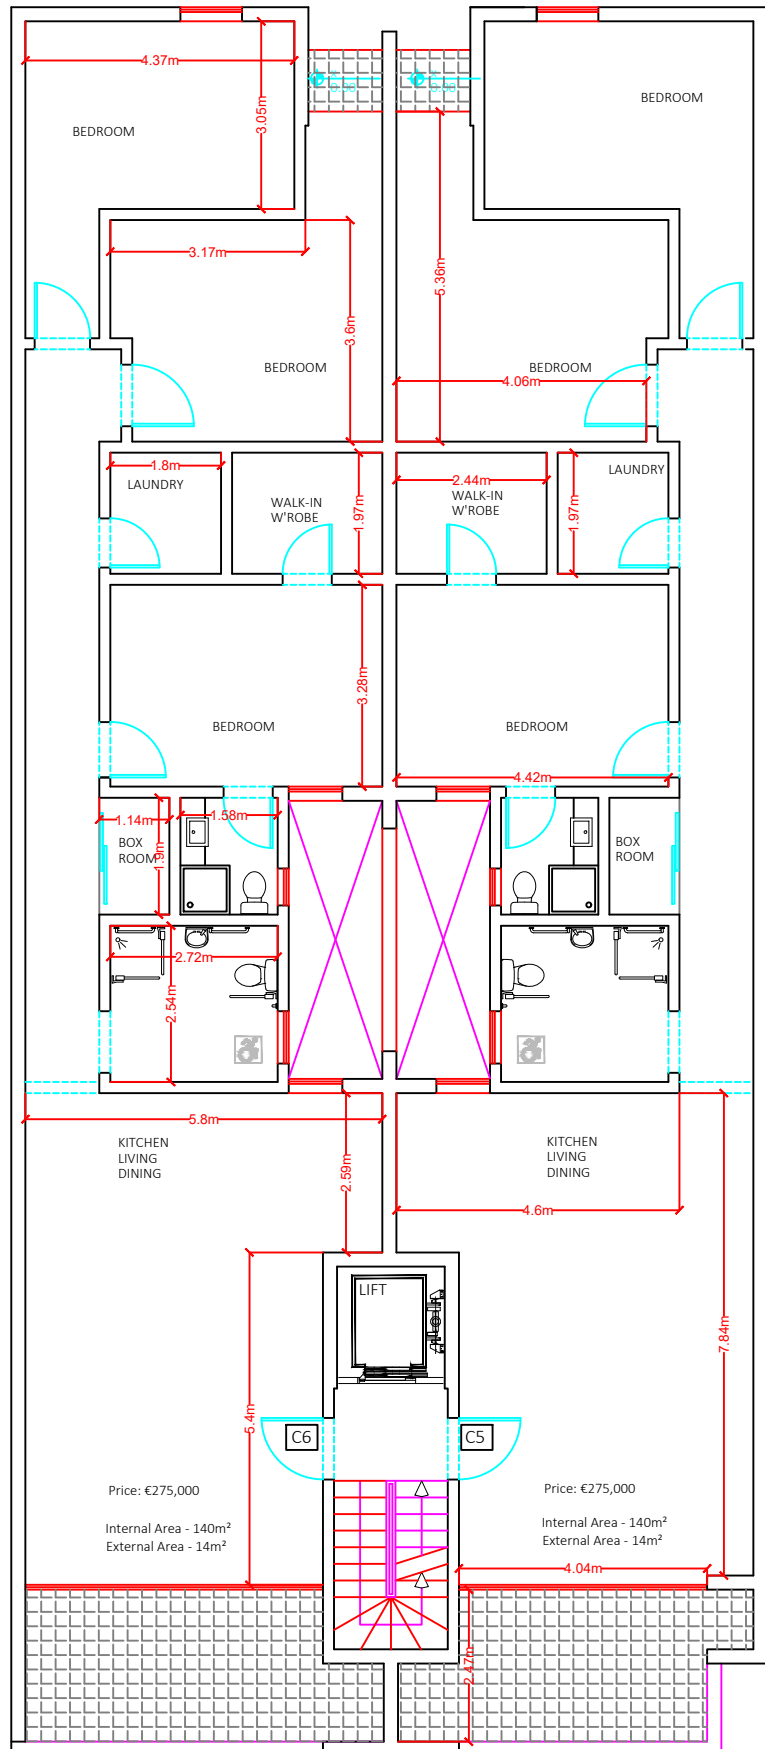 4.37m
3.05m
BEDROOM
BEDROOM
x
0.00
x
0.00
3.17m
3.6m
5.36m
BEDROOM
BEDROOM
4.06m
1.8m
LAUNDRY
WALK-IN
W'ROBE
1.97m
2.44m
WALK-IN
W'ROBE
1.97m
LAUNDRY
3.28m
BEDROOM
BEDROOM
4.42m
1.14m
BOX
ROOM
1.9m
1.58m
BOX
ROOM
2.72m
2.54m
5.8m
KITCHEN
LIVING
DINING
2.59m
KITCHEN
LIVING
DINING
4.6m
LIFT
7.84m
5.4m
C6
C5
Price: €275,000
Internal Area - 140m²
External Area - 14m²
Price: €275,000
Internal Area - 140m²
External Area - 14m²
4.04m
2.47m